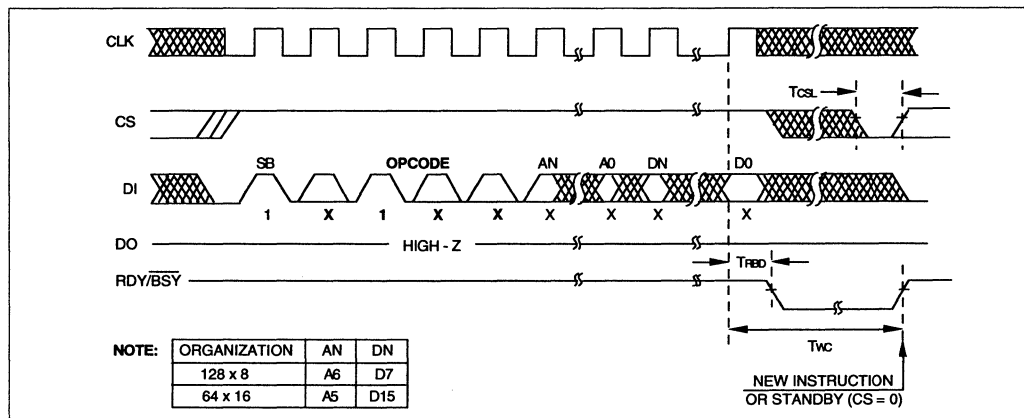 CLK
TCSL
CS
SB OPCODE AN A0 DN D0
DI
1 X 1 X X X X X X
DO HIGH - Z
TRBD
RDY/BSY
TWC
NOTE: ORGANIZATION AN DN
128 x 8 A6 D7
64 x 16 A5 D15
NEW INSTRUCTION
OR STANDBY (CS = 0)